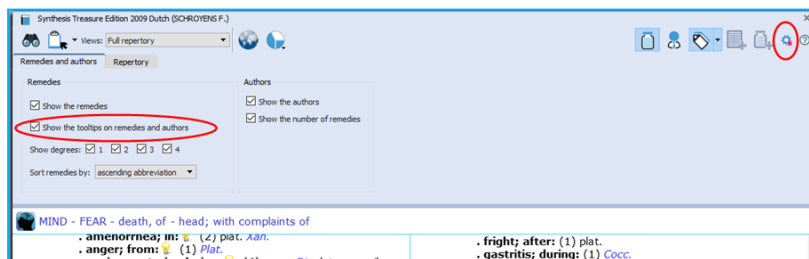 Synthesis Treasure Edition 2009 Dutch (SCHROYENS F.)
Views: Full repertory
Remedies and authors Repertory
Remedies Authors
Show the remedies Show the authors
Show the tooltips on remedies and authors Show the number of remedies
Show degrees: 1 2 3 4
Sort remedies by: ascending abbreviation
MIND - FEAR - death, of - head; with complaints of
. amenorrhea; in: (2) plat. Xan.
. anger; from: (1) Plat.
. fright; after: (1) plat.
. gastritis; during: (1) Cocc.